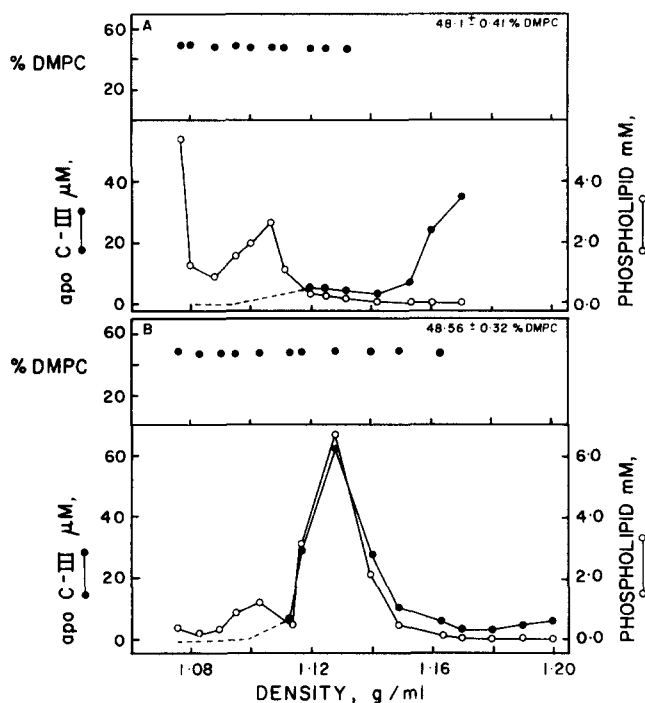 A
48·1 ± 0·41 % DMPC
% DMPC
60
40
20
apo C-III μM,
40
20
0
4·0
2·0
0·0
PHOSPHOLIPID mM,
B
48·56 ± 0·32 % DMPC
% DMPC
60
40
20
apo C-III μM,
60
40
20
0
6·0
4·0
2·0
0·0
PHOSPHOLIPID mM,
1·08 1·12 1·16 1·20
DENSITY, g/ml